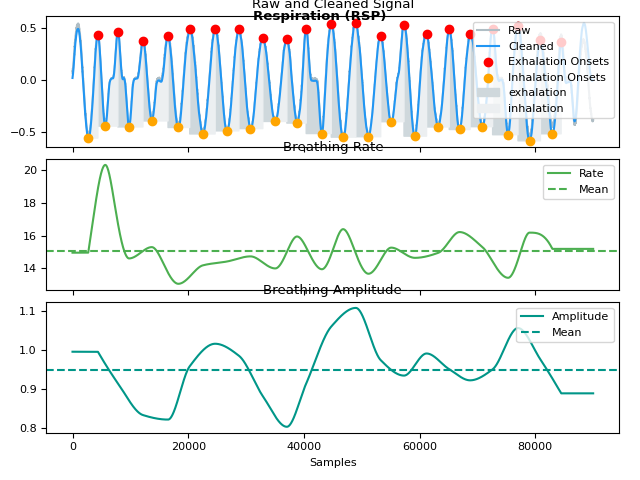 Raw and Cleaned Signal
Respiration (RSP)
0.5
0.0
−0.5
Raw
Cleaned
Exhalation Onsets
Inhalation Onsets
exhalation
inhalation
Breathing Rate
20
18
16
14
Rate
Mean
Breathing Amplitude
1.1
1.0
0.9
0.8
Amplitude
Mean
0 20000 40000 60000 80000
Samples